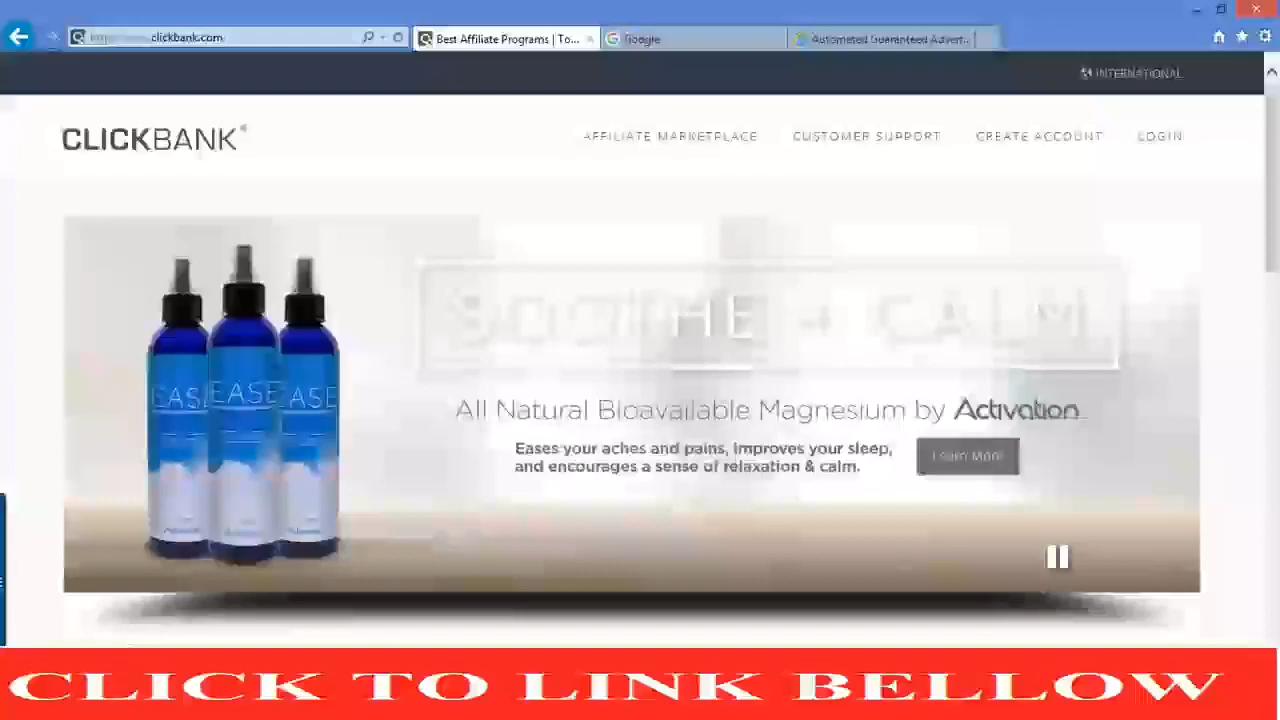 clickbank.com
Best Affiliate Programs | To...
Google
Automated Guaranteed Advert...
INTERNATIONAL
CLICKBANK
AFFILIATE MARKETPLACE
CUSTOMER SUPPORT
CREATE ACCOUNT
LOGIN
SOOTHE + CALM
EASE EASE EASE
All Natural Bioavailable Magnesium by Activation
Eases your aches and pains, improves your sleep,
and encourages a sense of relaxation & calm.
Learn More
CLICK TO LINK BELLOW